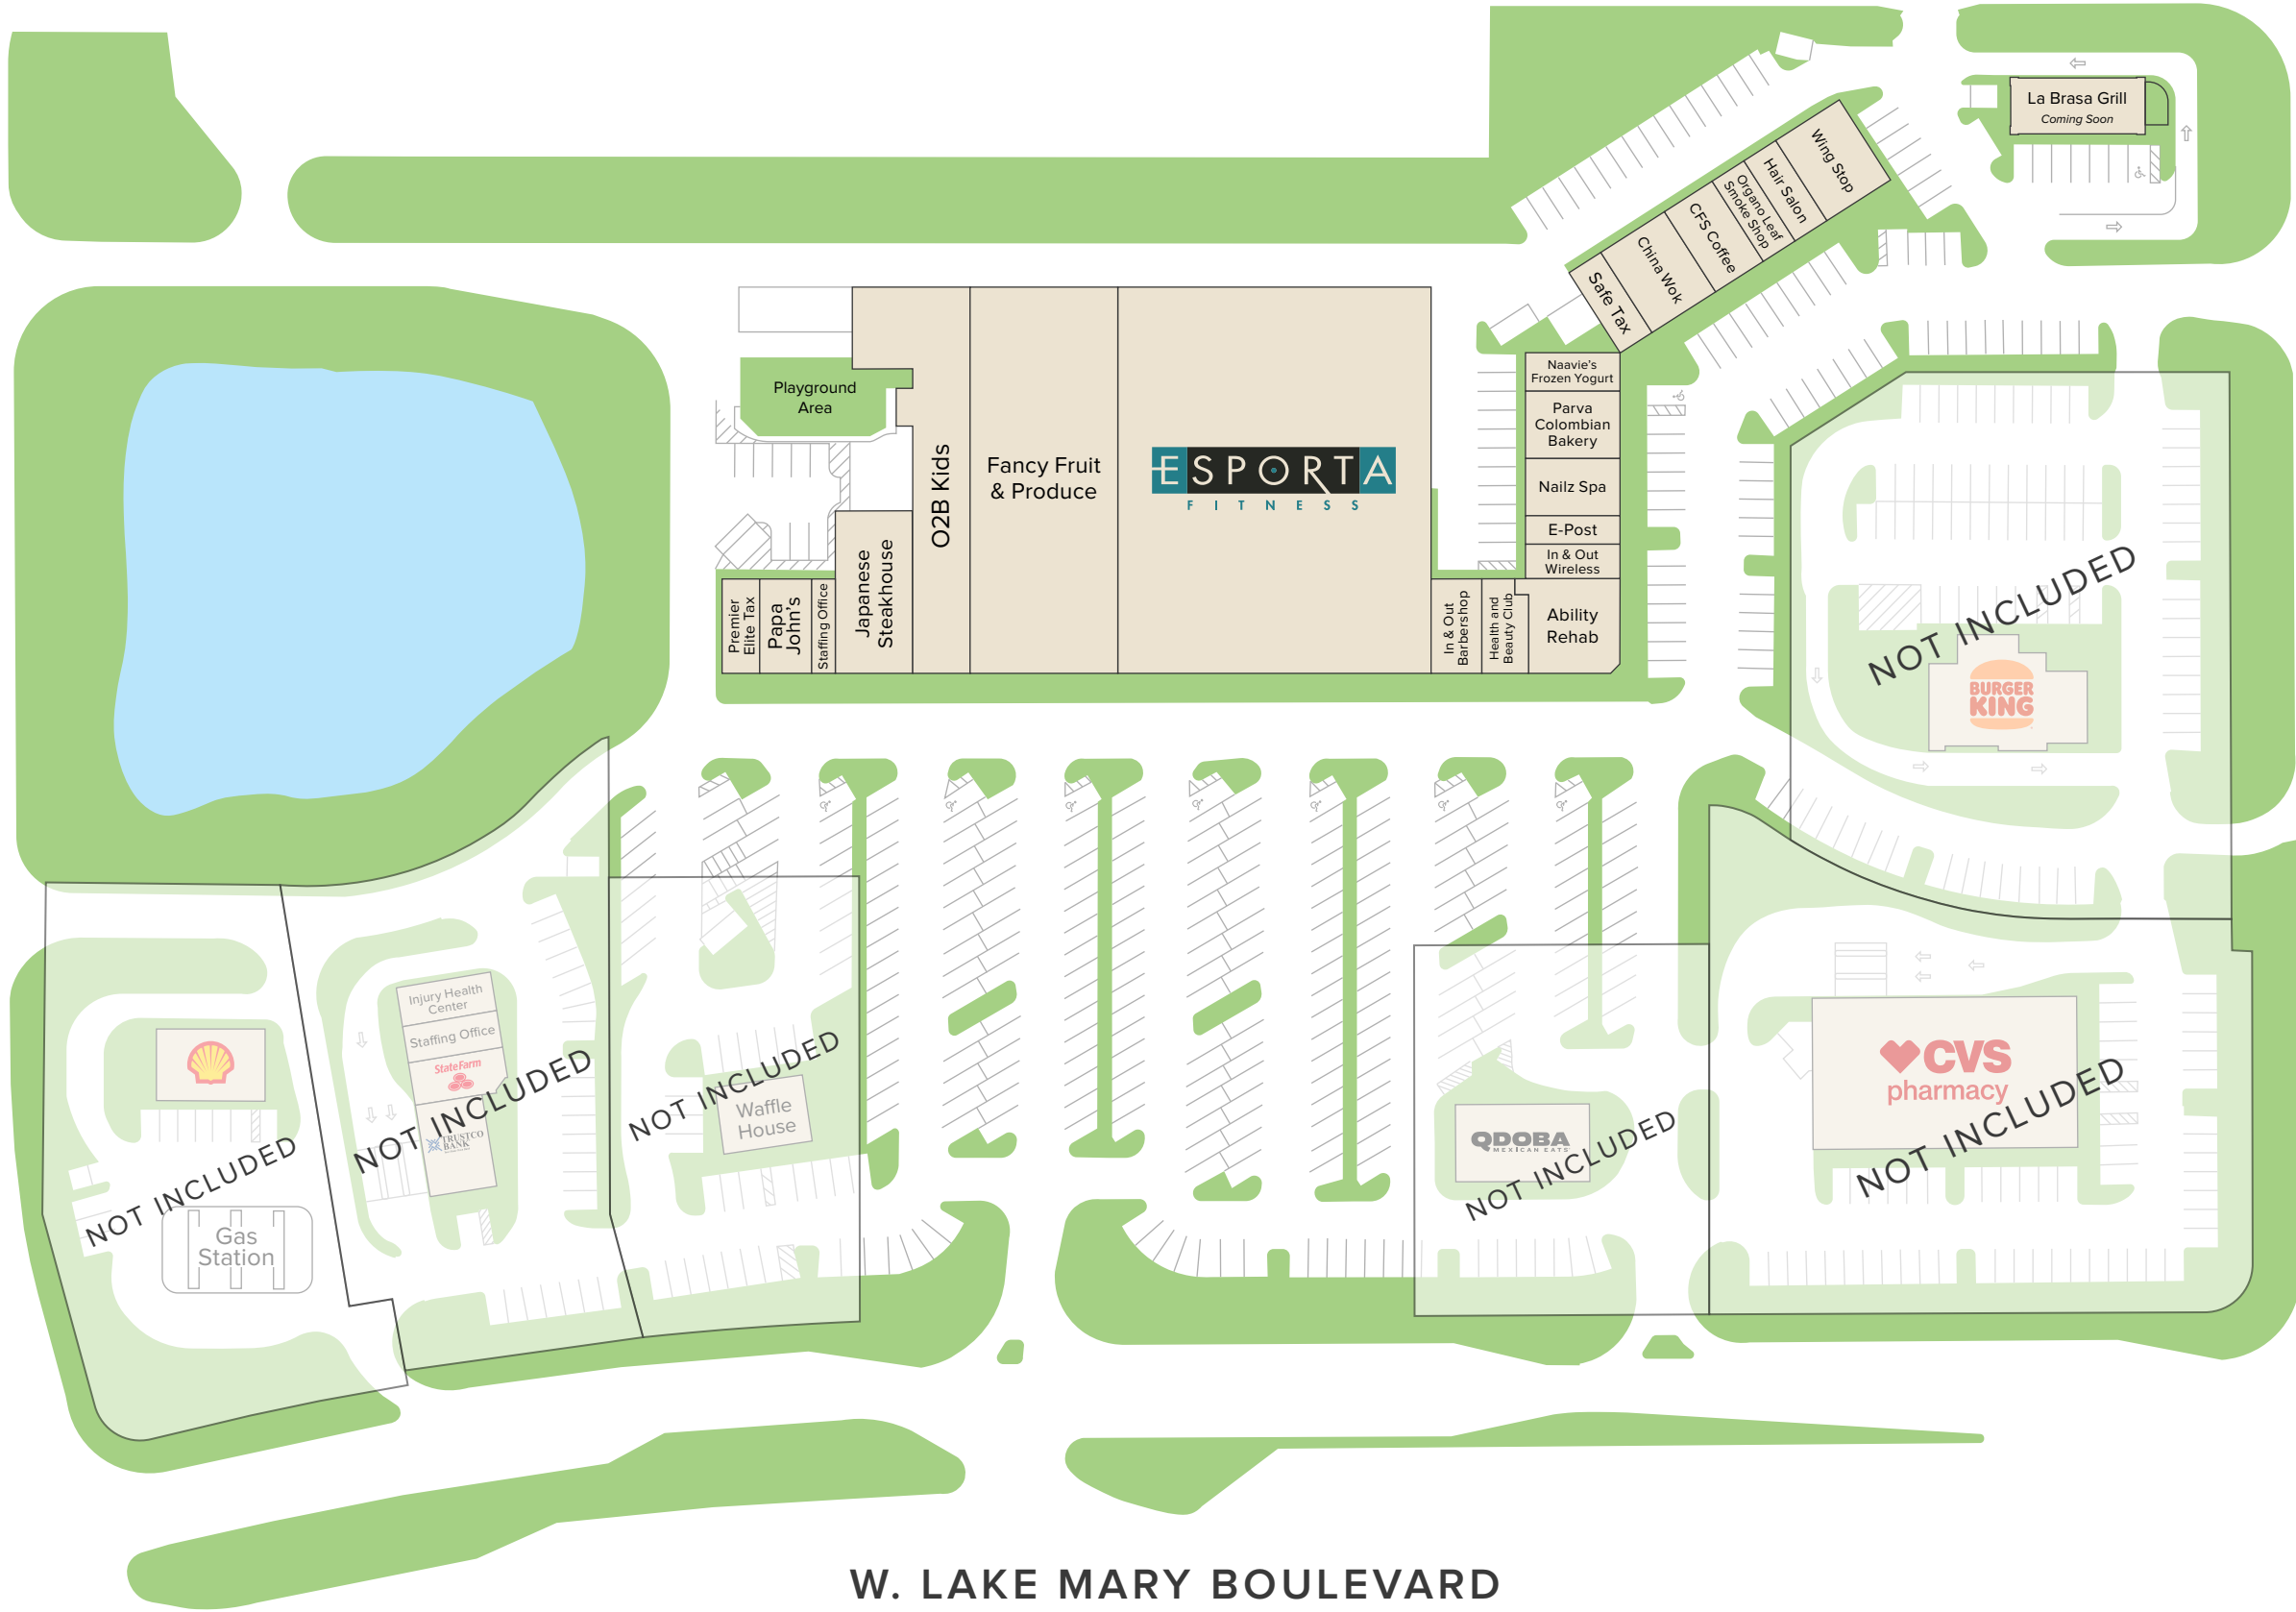 La Brasa Grill
Coming Soon
Wing Stop
Hair Salon
Organo Leaf
Smoke Shop
CFS Coffee
China Wok
Safe Tax
Naavie's
Frozen Yogurt
Parva
Colombian
Bakery
Nailz Spa
E-Post
In & Out
Wireless
Ability
Rehab
Health and
Beauty Club
In & Out
Barbershop
ESPORTA
FITNESS
Fancy Fruit
& Produce
O2B Kids
Playground
Area
Japanese
Steakhouse
Staffing Office
Papa
John's
Premier
Elite Tax
NOT INCLUDED
BURGER
KING
Injury Health
Center
Staffing Office
StateFarm
TRUSTCO
BANK
NOT INCLUDED
NOT INCLUDED
Gas
Station
NOT INCLUDED
Waffle
House
QDOBA
MEXICAN EATS
NOT INCLUDED
CVS
pharmacy
NOT INCLUDED
W. LAKE MARY BOULEVARD